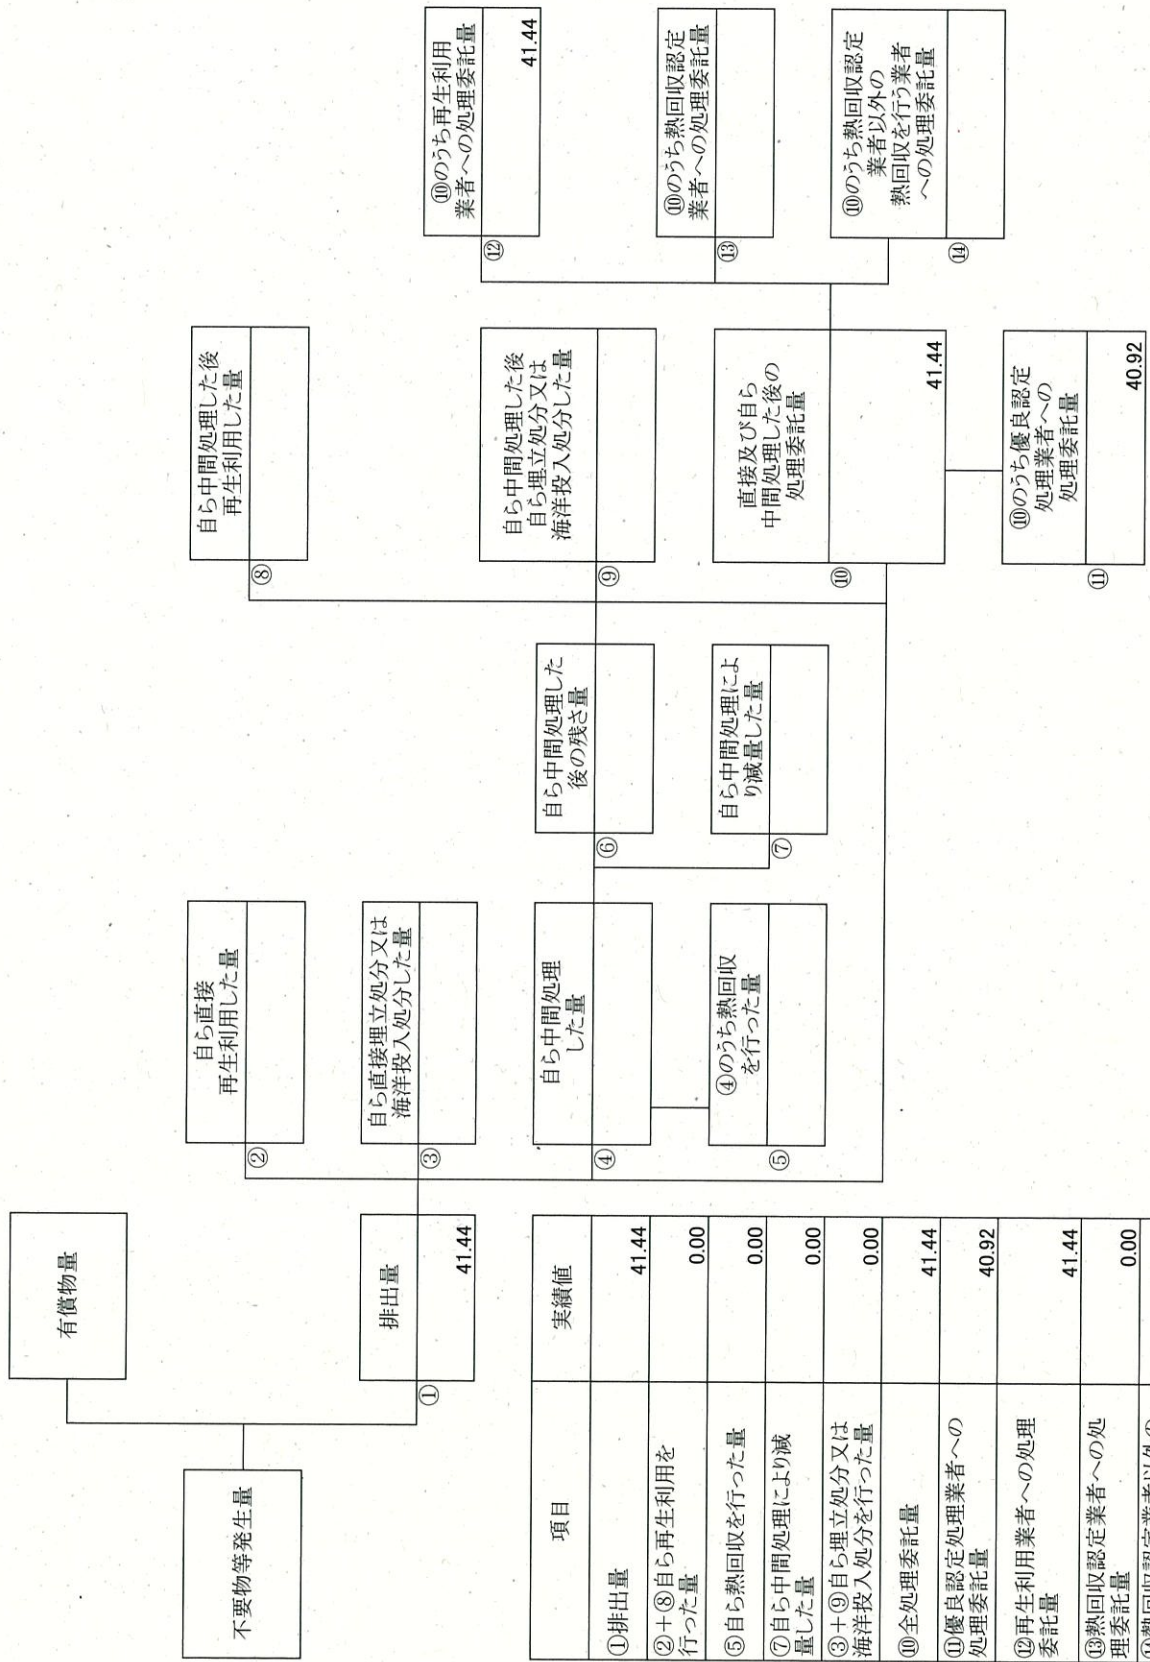 不要物等発生量
有償物量
排出量
①
41.44
自ら直接
再生利用した量
②
自ら直接埋立処分又は
海洋投入処分した量
③
自ら中間処理
した量
④
④のうち熱回収
を行った量
⑤
自ら中間処理した
後の残さ量
⑥
自ら中間処理によ
り減量した量
⑦
自ら中間処理した後
再生利用した量
⑧
自ら中間処理した後
自ら埋立処分又は
海洋投入処分した量
⑨
直接及び自ら
中間処理した後の
処理委託量
⑩
41.44
⑩のうち優良認定
処理業者への
処理委託量
⑪
40.92
⑩のうち再生利用
業者への処理委託量
⑫
41.44
⑩のうち熱回収認定
業者への処理委託量
⑬
⑩のうち熱回収認定
業者以外の
熱回収を行う業者
への処理委託量
⑭
項目 実績値
①排出量 41.44
②+⑧自ら再生利用を
行った量 0.00
⑤自ら熱回収を行った量 0.00
⑦自ら中間処理により減
量した量 0.00
③+⑨自ら埋立処分又は
海洋投入処分を行った量 0.00
⑩全処理委託量 41.44
⑪優良認定処理業者への
処理委託量 40.92
⑫再生利用業者への処理
委託量 41.44
⑬熱回収認定業者への処
理委託量 0.00
⑭熱回収認定業者以外の